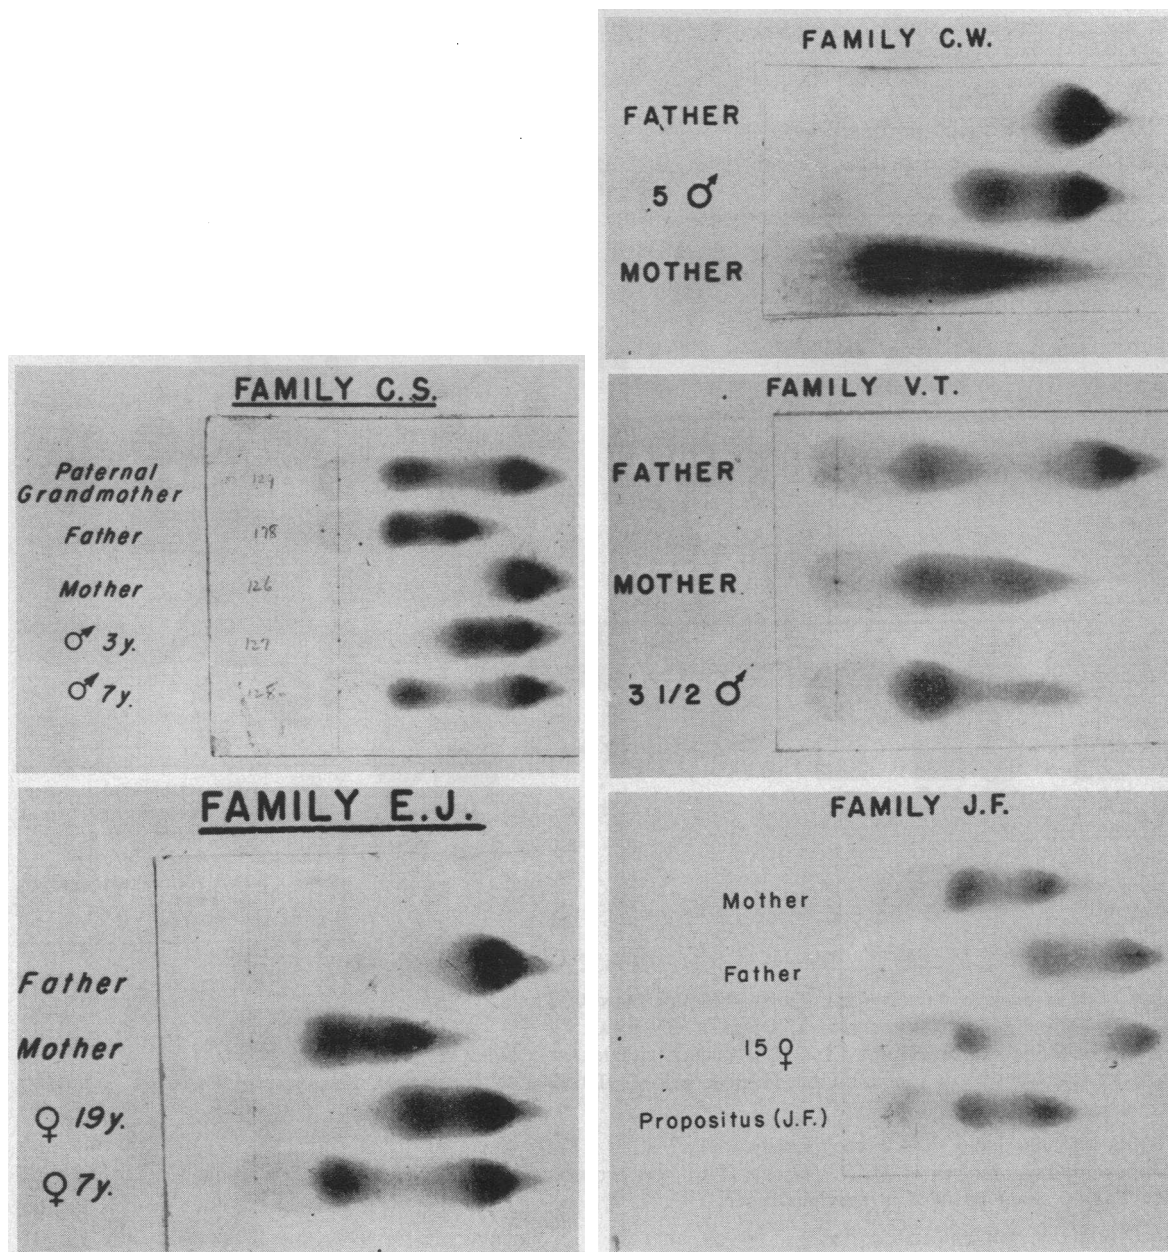 FAMILY C.W.
FATHER
5 ♂
MOTHER
FAMILY C.S.
Paternal
Grandmother
129
Father
178
Mother
126
♂ 3y.
127
♂ 7y.
128
FAMILY V.T.
FATHER
MOTHER
3 1/2 ♂
FAMILY E.J.
Father
Mother
♀ 19y.
♀ 7y.
FAMILY J.F.
Mother
Father
15 ♀
Propositus (J.F.)